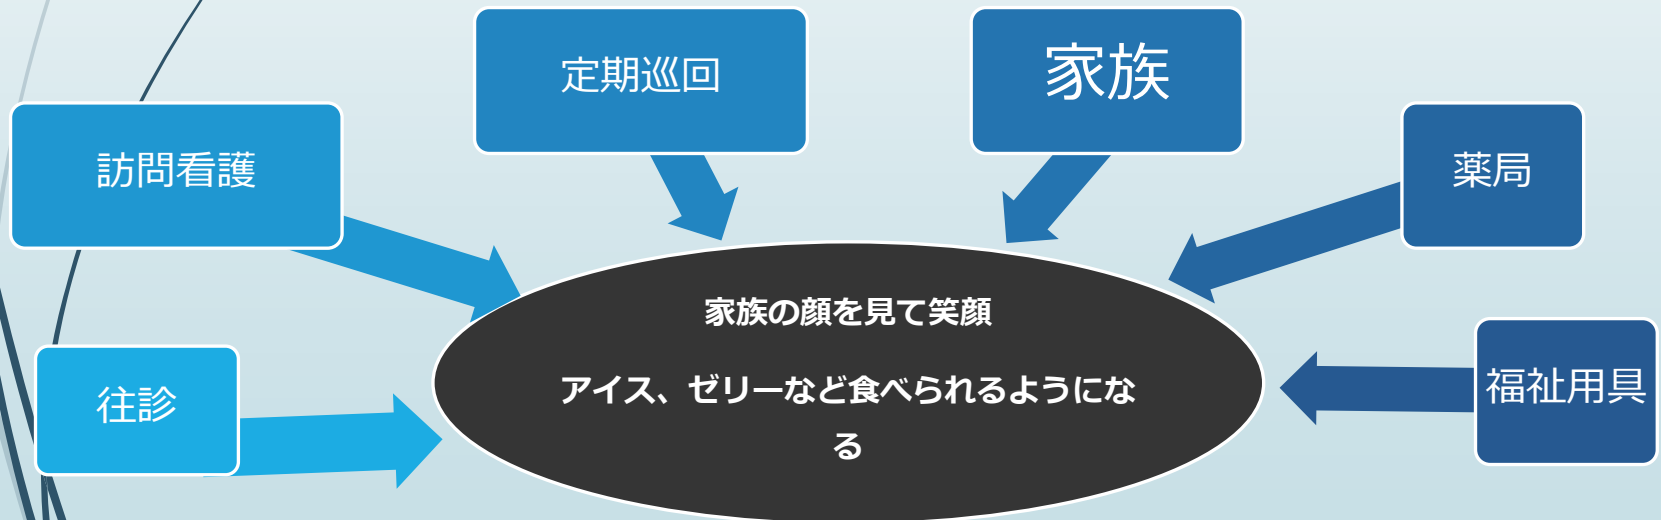 定期巡回
家族
訪問看護
薬局
往診
福祉用具
家族の顔を見て笑顔
アイス、ゼリーなど食べられるようにな
る